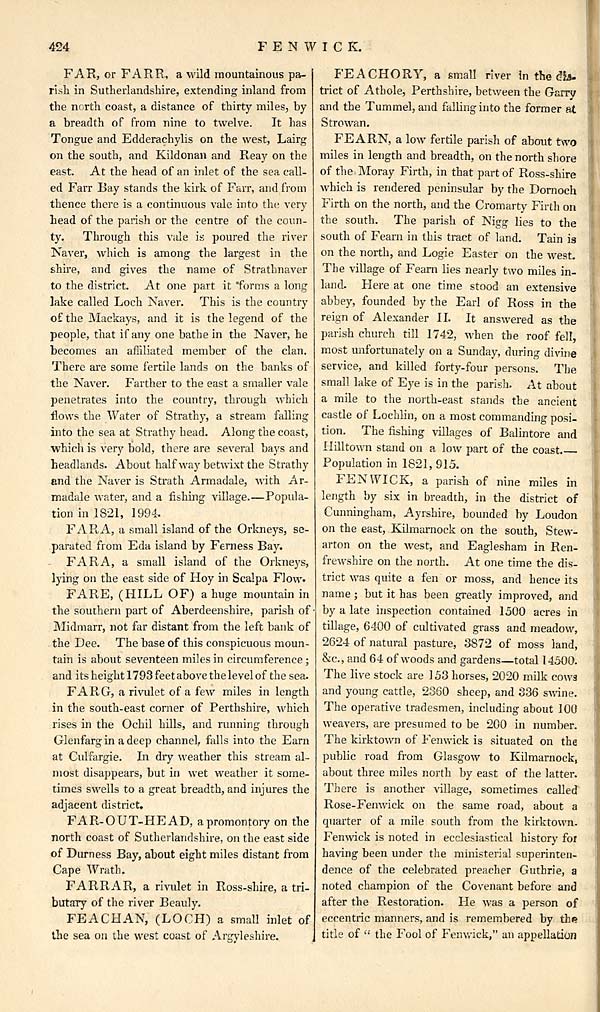 424
FENWICK.
FAR, or FARR, a wild mountainous pa-
rish in Sutherlandshire, extending inland from
the north coast, a distance of thirty miles, by
a breadth of from nine to twelve. It has
Tongue and Edderachylis on the west, Lairg
on the south, and Kildonan and Reay on the
east. At the head of an inlet of the sea call-
ed Farr Bay stands the kirk of Farr, and from
thence there is a continuous vale into the very
head of the parish or the centre of the coun-
ty. Through this vale is poured the river
Naver, which is among the largest in the
shire, and gives the name of Strathnaver
to the district. At one part it forms a long
lake called Loch Naver. This is the country
of the Mackays, and it is the legend of the
people, that if any one bathe in the Naver, he
becomes an affiliated member of the clan.
There are some fertile lands on the banks of
the Naver. Farther to the east a smaller vale
penetrates into the country, through which
flows the Water of Strathy, a stream falling
into the sea at Strathy head. Along the coast,
which is very bold, there are several bays and
headlands. About half way betwixt the Strathy
and the Naver is Strath Armadale, with Ar-
madale water, and a fishing village.—Popula-
tion in 1821, 1994.
FARA, a small island of the Orkneys, se-
parated from Eda island by Ferness Bay.
FARA, a small island of the Orkneys,
lying on the east side of Hoy in Scalpa Flow.
FARE, (HILL OF) a huge mountain in
the southern part of Aberdeenshire, parish of
Midmarr, not far distant from the left bank of
the Dee. The base of this conspicuous moun-
tain is about seventeen miles in circumference;
and its height 1793 feet above the level of the sea.
FARG, a rivulet of a few miles in length
in the south-east corner of Perthshire, which
rises in the Ochil hills, and running through
Glenfarg in a deep channel, falls into the Earn
at Culfargie. In dry weather this stream al-
most disappears, but in wet weather it some-
times swells to a great breadth, and injures the
adjacent district.
FAR-OUT-HEAD, a promontory on the
north coast of Sutherlandshire, on the east side
of Durness Bay, about eight miles distant from
Cape Wrath.
FARRAR, a rivulet in Ross-shire, a tri-
butary of the river Beauly.
FEACHAN, (LOCH) a small inlet of
the sea on the west coast of Argyleshire.
FEACHORY, a small river in the dis-
trict of Athole, Perthshire, between the Garry
and the Tummel, and falling into the former at
Strowan.
FEARN, a low fertile parish of about two
miles in length and breadth, on the north shore
of the Moray Firth, in that part of Ross-shire
which is rendered peninsular by the Dornoch
Firth on the north, and the Cromarty Firth on
the south. The parish of Nigg lies to the
south of Fearn in this tract of land. Tain is
on the north, and Logie Easter on the west.
The village of Fearn lies nearly two miles in-
land. Here at one time stood an extensive
abbey, founded by the Earl of Ross in the
reign of Alexander II. It answered as the
parish church till 1742, when the roof fell,
most unfortunately on a Sunday, during divine
service, and killed forty-four persons. The
small lake of Eye is in the parish. At about
a mile to the north-east stands the ancient
castle of Lochlin, on a most commanding posi-
tion. The fishing villages of Balintore and
Hilltown stand on a low part of the coast.—
Population in 1821, 915.
FENWICK, a parish of nine miles in
length by six in breadth, in the district of
Cunningham, Ayrshire, bounded by Loudon
on the east, Kilmarnock on the south, Stew-
arton on the west, and Eaglesham in Ren-
frewshire on the north. At one time the dis-
trict was quite a fen or moss, and hence its
name; but it has been greatly improved, and
by a late inspection contained 1500 acres in
tillage, 6400 of cultivated grass and meadow,
2624 of natural pasture, 3872 of moss land,
&c., and 64 of woods and gardens—total 14500.
The live stock are 153 horses, 2020 milk cows
and young cattle, 2360 sheep, and 336 swine.
The operative tradesmen, including about 100
weavers, are presumed to be 200 in number.
The kirktown of Fenwick is situated on the
public road from Glasgow to Kilmarnock,
about three miles north by east of the latter.
There is another village, sometimes called
Rose-Fenwick on the same road, about a
quarter of a mile south from the kirktown.
Fenwick is noted in ecclesiastical history for
having been under the ministerial superinten-
dence of the celebrated preacher Guthrie, a
noted champion of the Covenant before and
after the Restoration. He was a person of
eccentric manners, and is remembered by the
title of "the Fool of Fenwick," an appellation